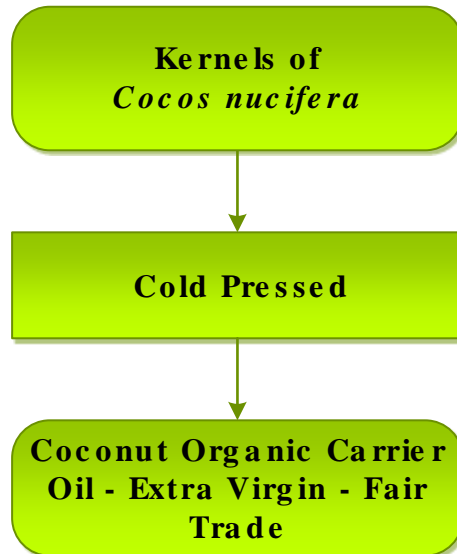 Kernels of
Cocos nucifera
Cold Pressed
Coconut Organic Carrier
Oil - Extra Virgin - Fair
Trade